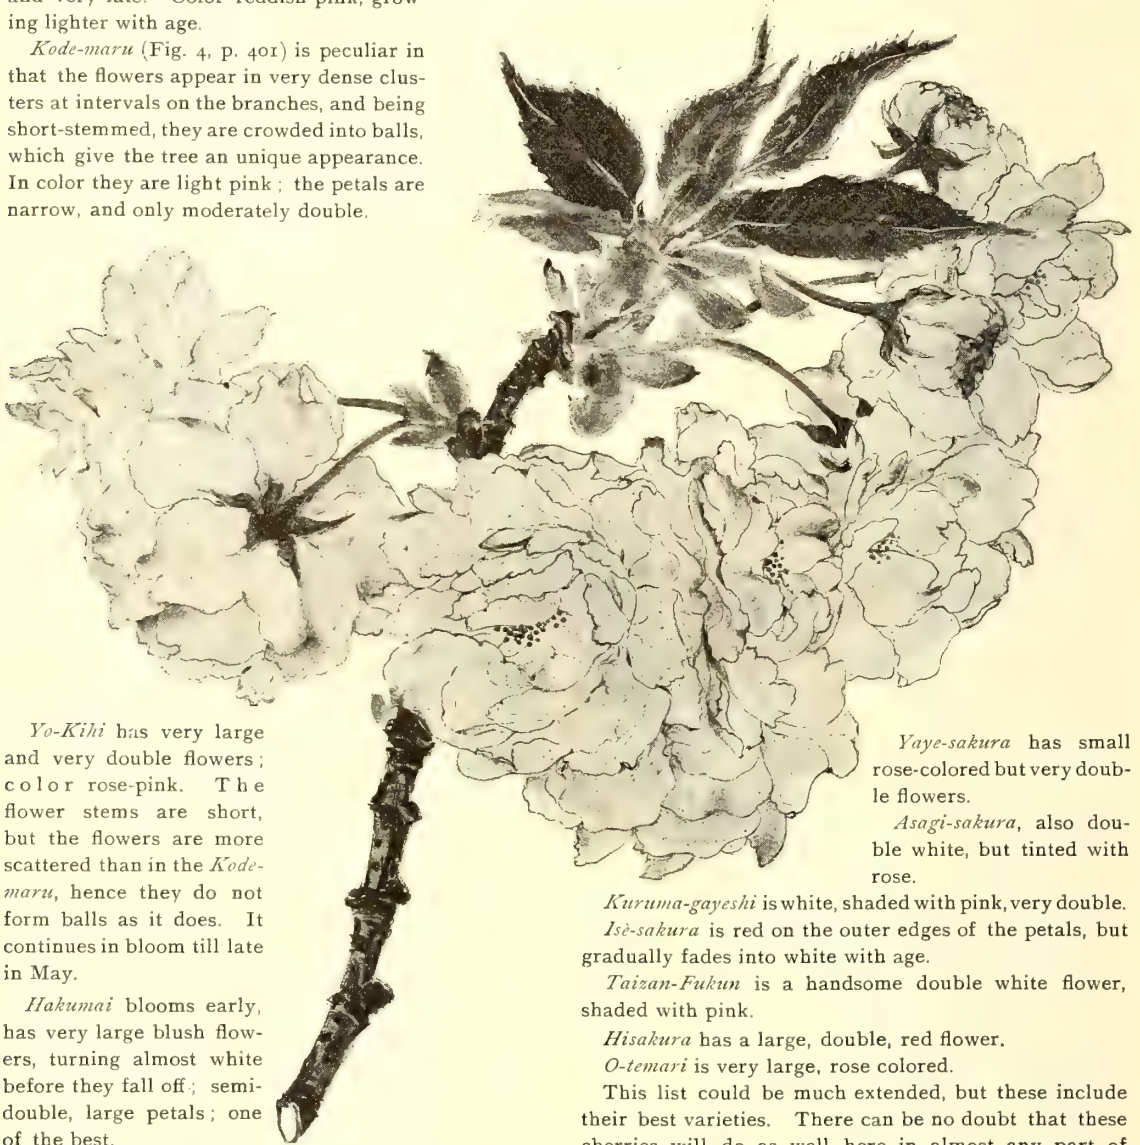 and very late. Color reddish pink, grow-
ing lighter with age.
Kode-maru (Fig. 4, p. 401) is peculiar in
that the flowers appear in very dense clus-
ters at intervals on the branches, and being
short-stemmed, they are crowded into balls,
which give the tree an unique appearance.
In color they are light pink ; the petals are
narrow, and only moderately double.
Yo-Kihi has very large
and very double flowers ;
color rose-pink. The
flower stems are short,
but the flowers are more
scattered than in the Kode-
maru, hence they do not
form balls as it does. It
continues in bloom till late
in May.
Hakumai blooms early,
has very large blush flow-
ers, turning almost white
before they fall off ; semi-
double, large petals ; one
of the best.
Yaye-sakura has small
rose-colored but very doub-
le flowers.
Asagi-sakura, also dou-
ble white, but tinted with
rose.
Kuruma-gayeshi is white, shaded with pink, very double.
Isè-sakura is red on the outer edges of the petals, but
gradually fades into white with age.
Taizan-Fukun is a handsome double white flower,
shaded with pink.
Hisakura has a large, double, red flower.
O-temari is very large, rose colored.
This list could be much extended, but these include
their best varieties. There can be no doubt that these
cherries will do as well here in almost any part of